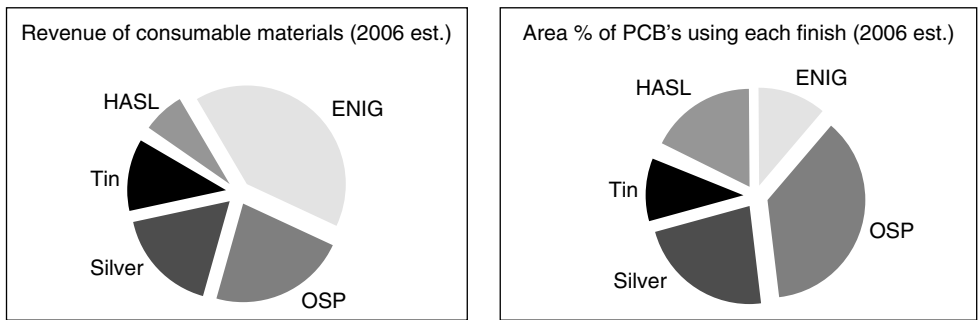 Revenue of consumable materials (2006 est.)
HASL
ENIG
Tin
Silver
OSP
Area % of PCB's using each finish (2006 est.)
HASL
ENIG
Tin
OSP
Silver